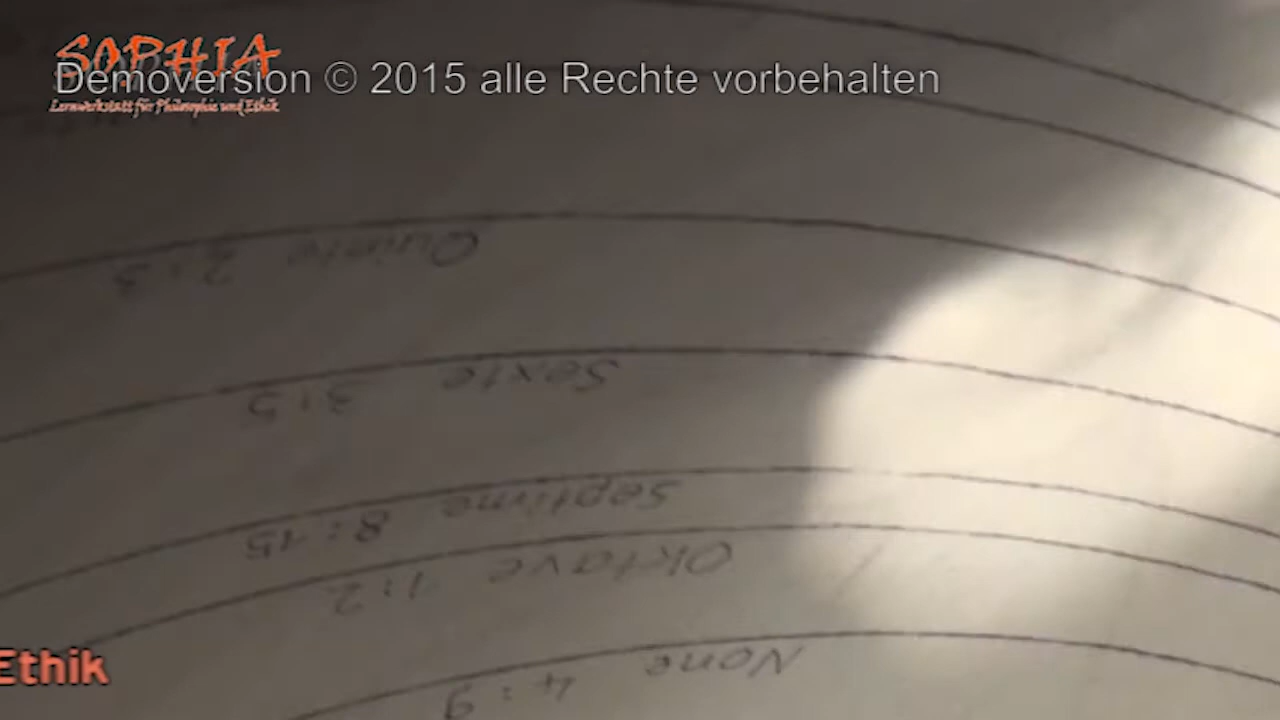 SOPHIA
Demoversion © 2015 alle Rechte vorbehalten
Lernwerkstatt für Philosophie und Ethik
Quinte 2:3
Sexte 3:5
Septime 8:15
Oktave 1:2
None 4:9
Ethik